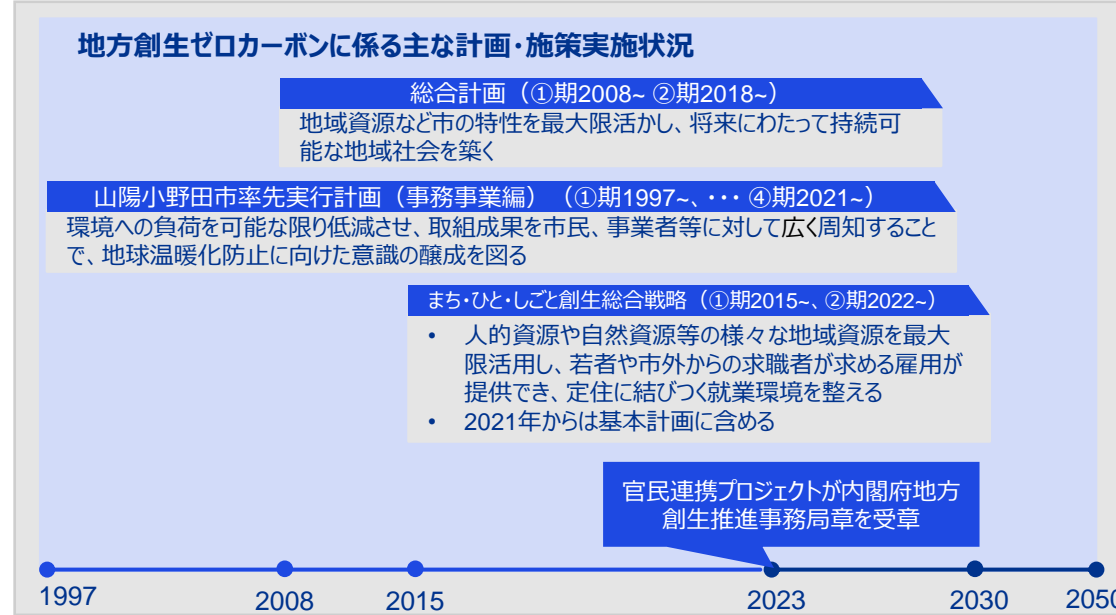 地方創生ゼロカーボンに係る主な計画・施策実施状況
総合計画（①期2008~ ②期2018~）
地域資源など市の特性を最大限活かし、将来にわたって持続可
能な地域社会を築く
山陽小野田市率先実行計画（事務事業編）（①期1997~、・・・ ④期2021~）
環境への負荷を可能な限り低減させ、取組成果を市民、事業者等に対して広く周知すること
で、地球温暖化防止に向けた意識の醸成を図る
まち・ひと・しごと創生総合戦略（①期2015~、②期2022~）
• 人的資源や自然資源等の様々な地域資源を最大
限活用し、若者や市外からの求職者が求める雇用が
提供でき、定住に結びつく就業環境を整える
• 2021年からは基本計画に含める
官民連携プロジェクトが内閣府地方
創生推進事務局章を受章
1997 2008 2015 2023 2030 2050